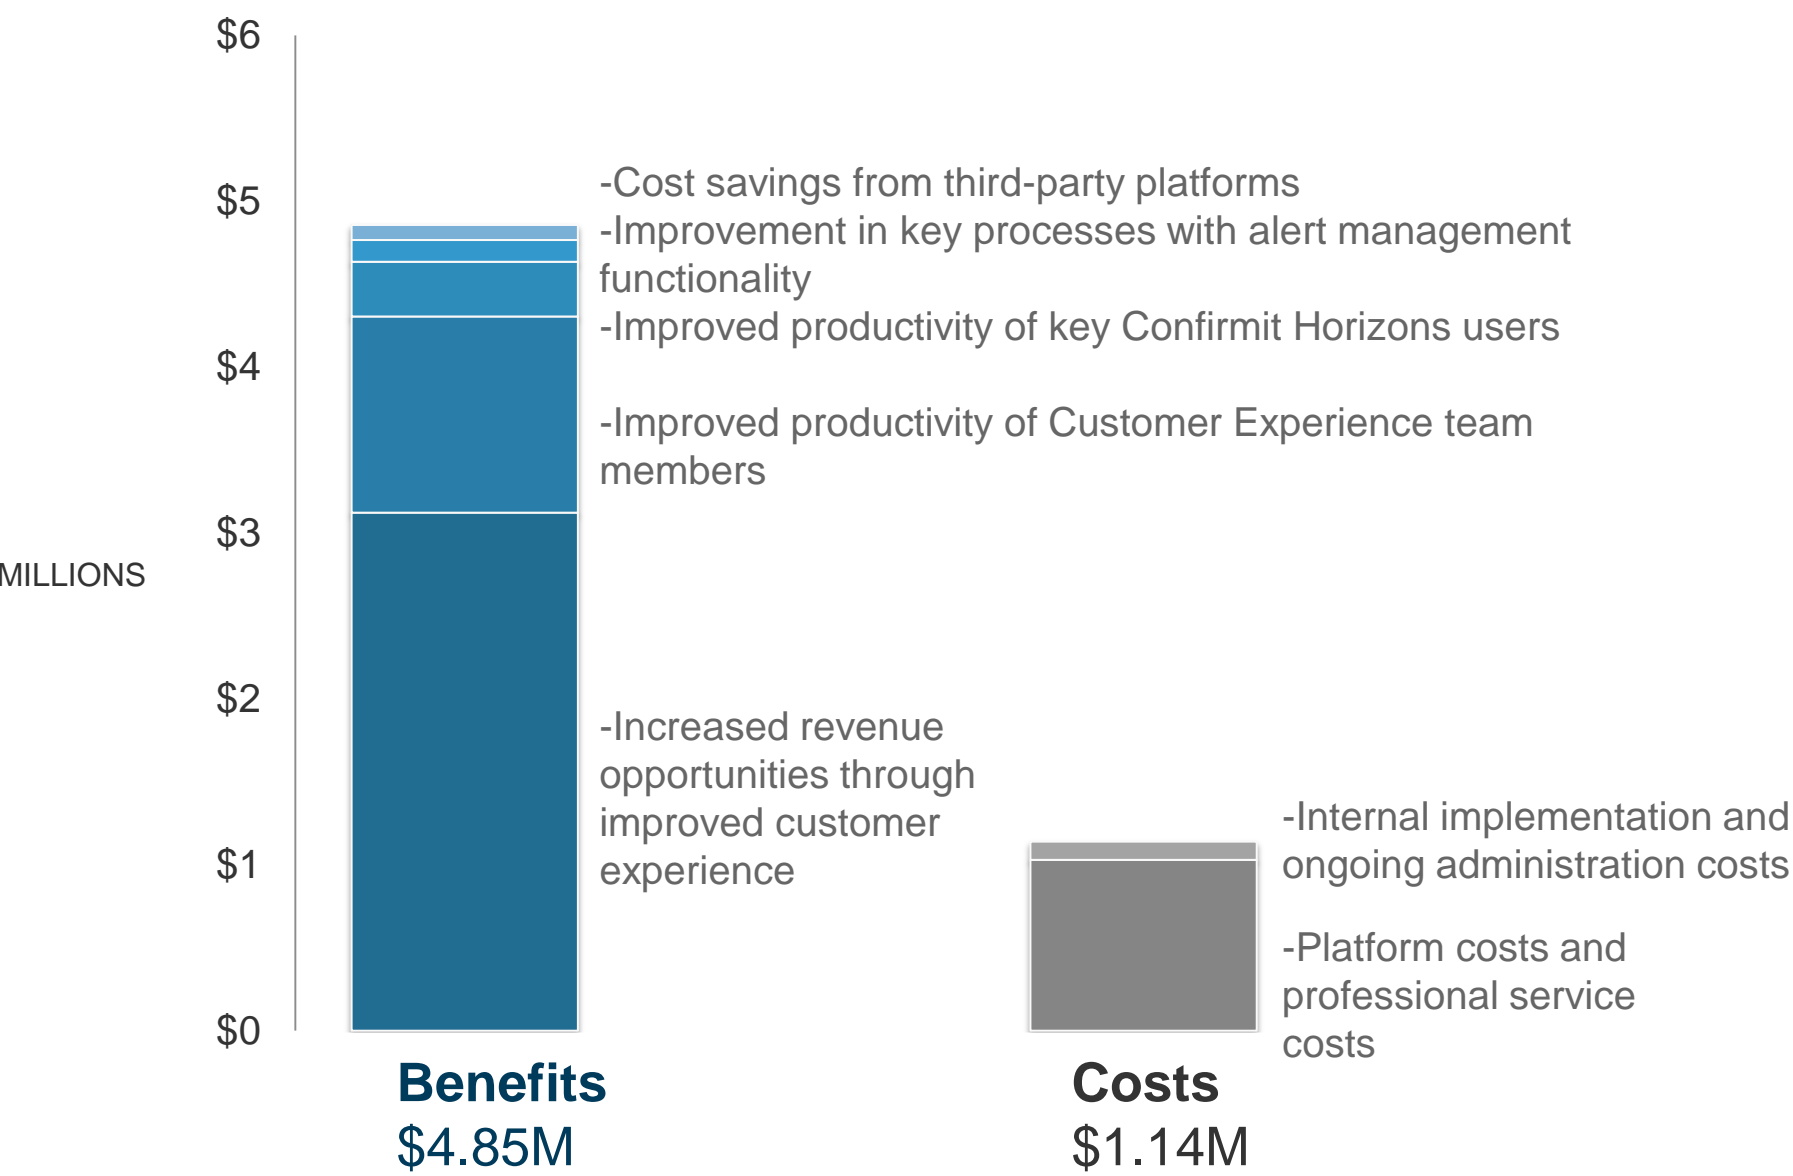 $6
$5
$4
$3
$2
$1
$0
MILLIONS
-Cost savings from third-party platforms
-Improvement in key processes with alert management
functionality
-Improved productivity of key Confirmit Horizons users
-Improved productivity of Customer Experience team
members
-Increased revenue
opportunities through
improved customer
experience
-Internal implementation and
ongoing administration costs
-Platform costs and
professional service
costs
Benefits
$4.85M
Costs
$1.14M